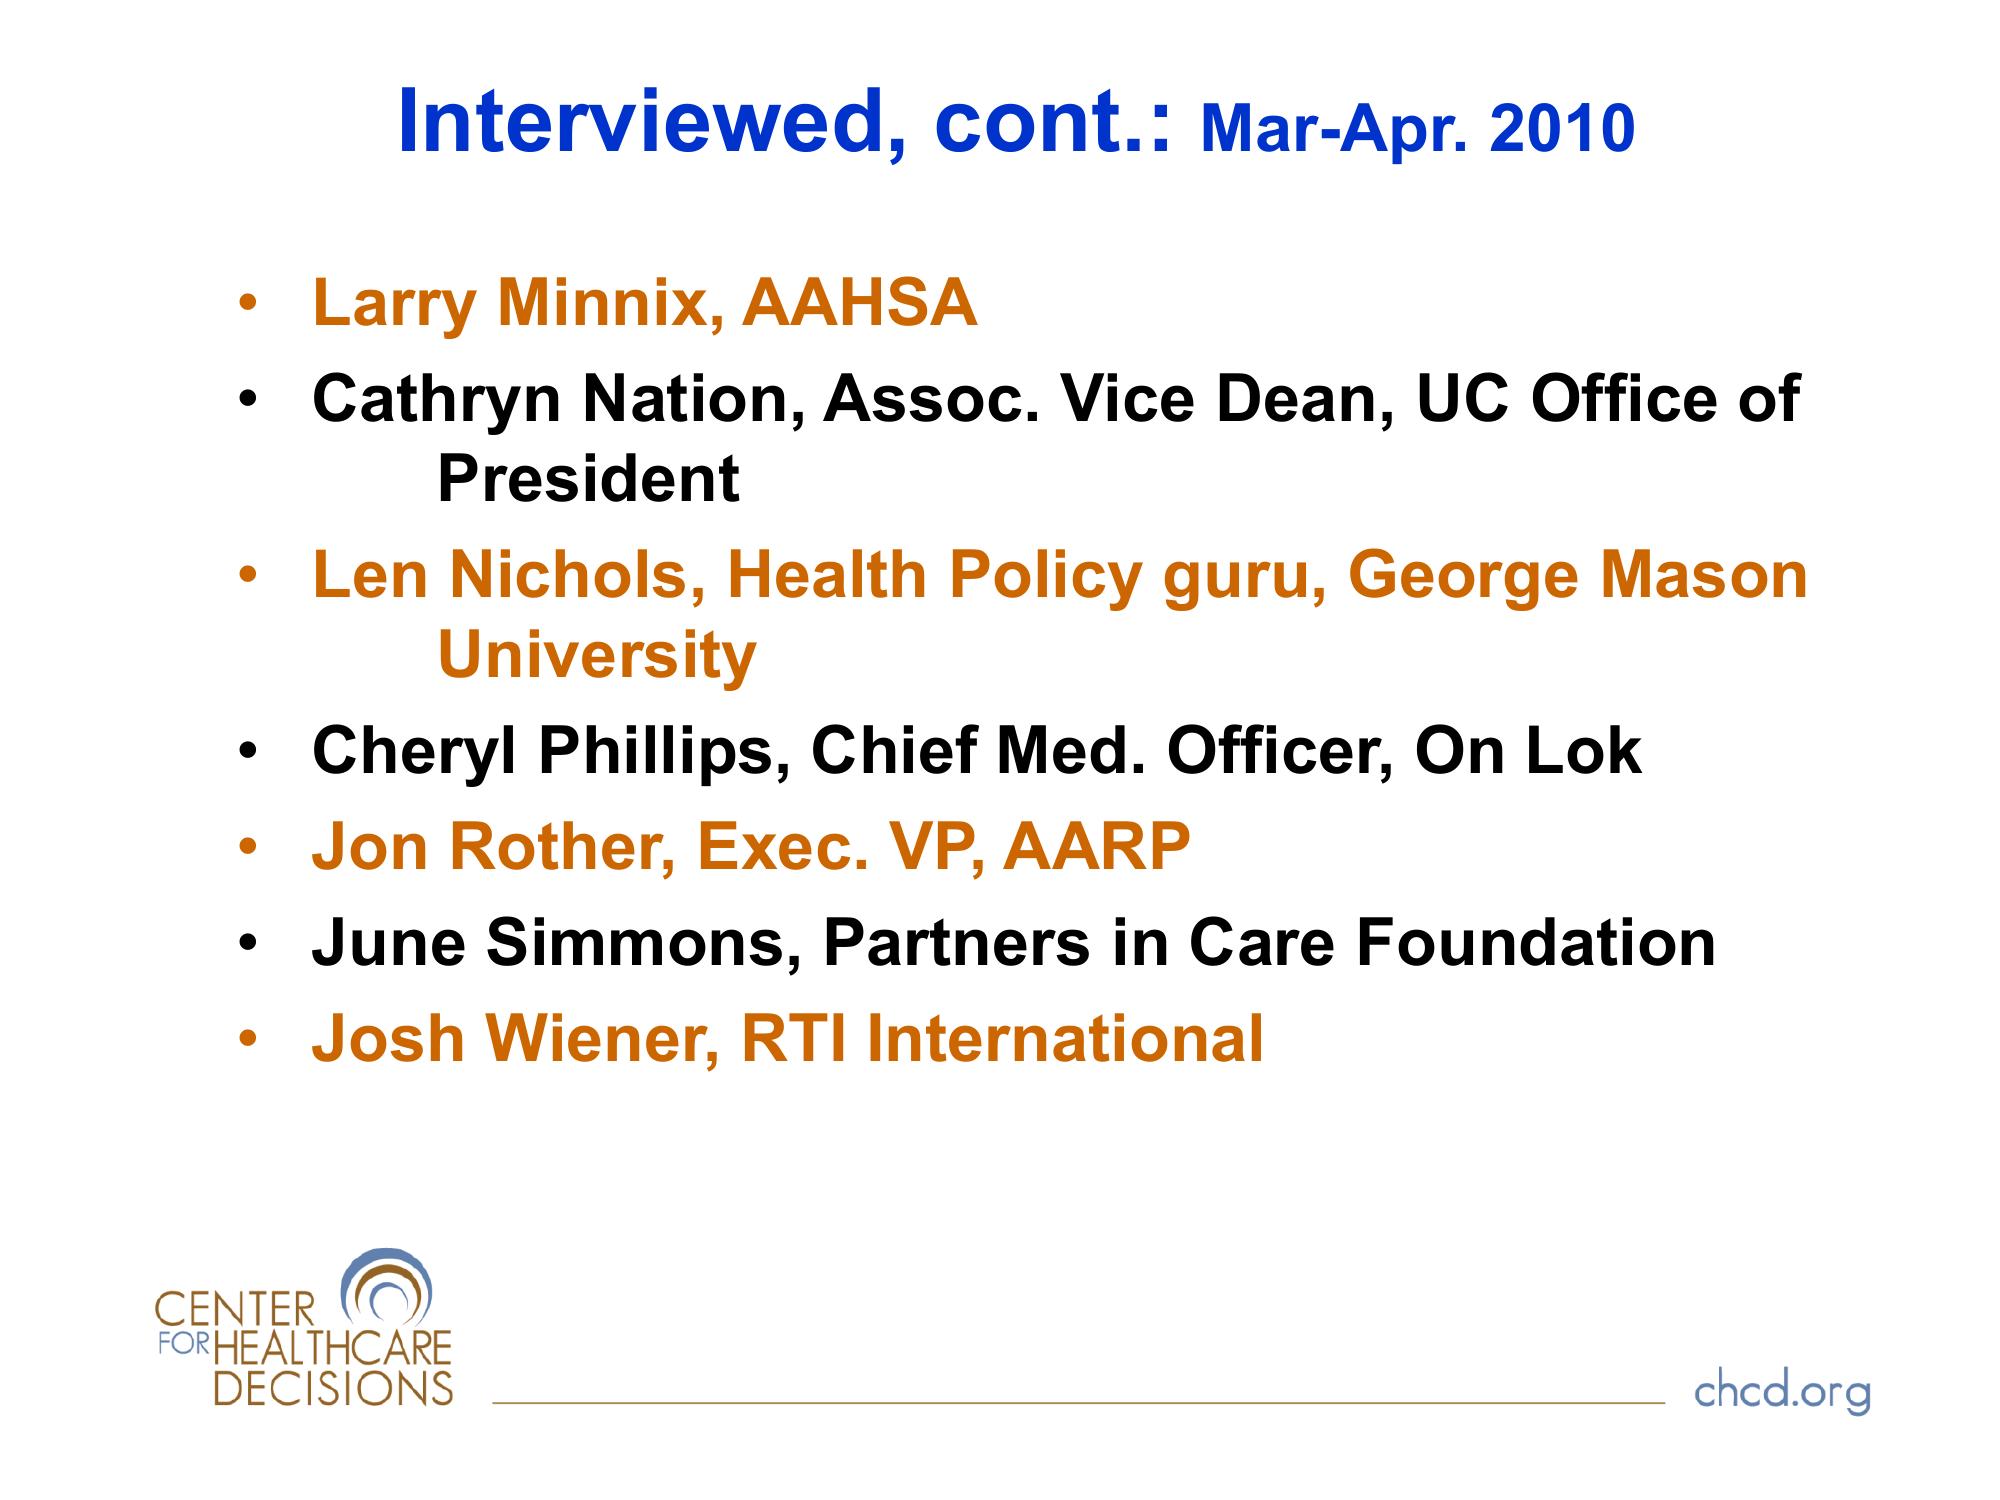 Interviewed, cont.: Mar-Apr. 2010
• Larry Minnix, AAHSA
• Cathryn Nation, Assoc. Vice Dean, UC Office of
President
• Len Nichols, Health Policy guru, George Mason
University
• Cheryl Phillips, Chief Med. Officer, On Lok
• Jon Rother, Exec. VP, AARP
• June Simmons, Partners in Care Foundation
• Josh Wiener, RTI International
CENTER
FOR HEALTHCARE
DECISIONS
chcd.org